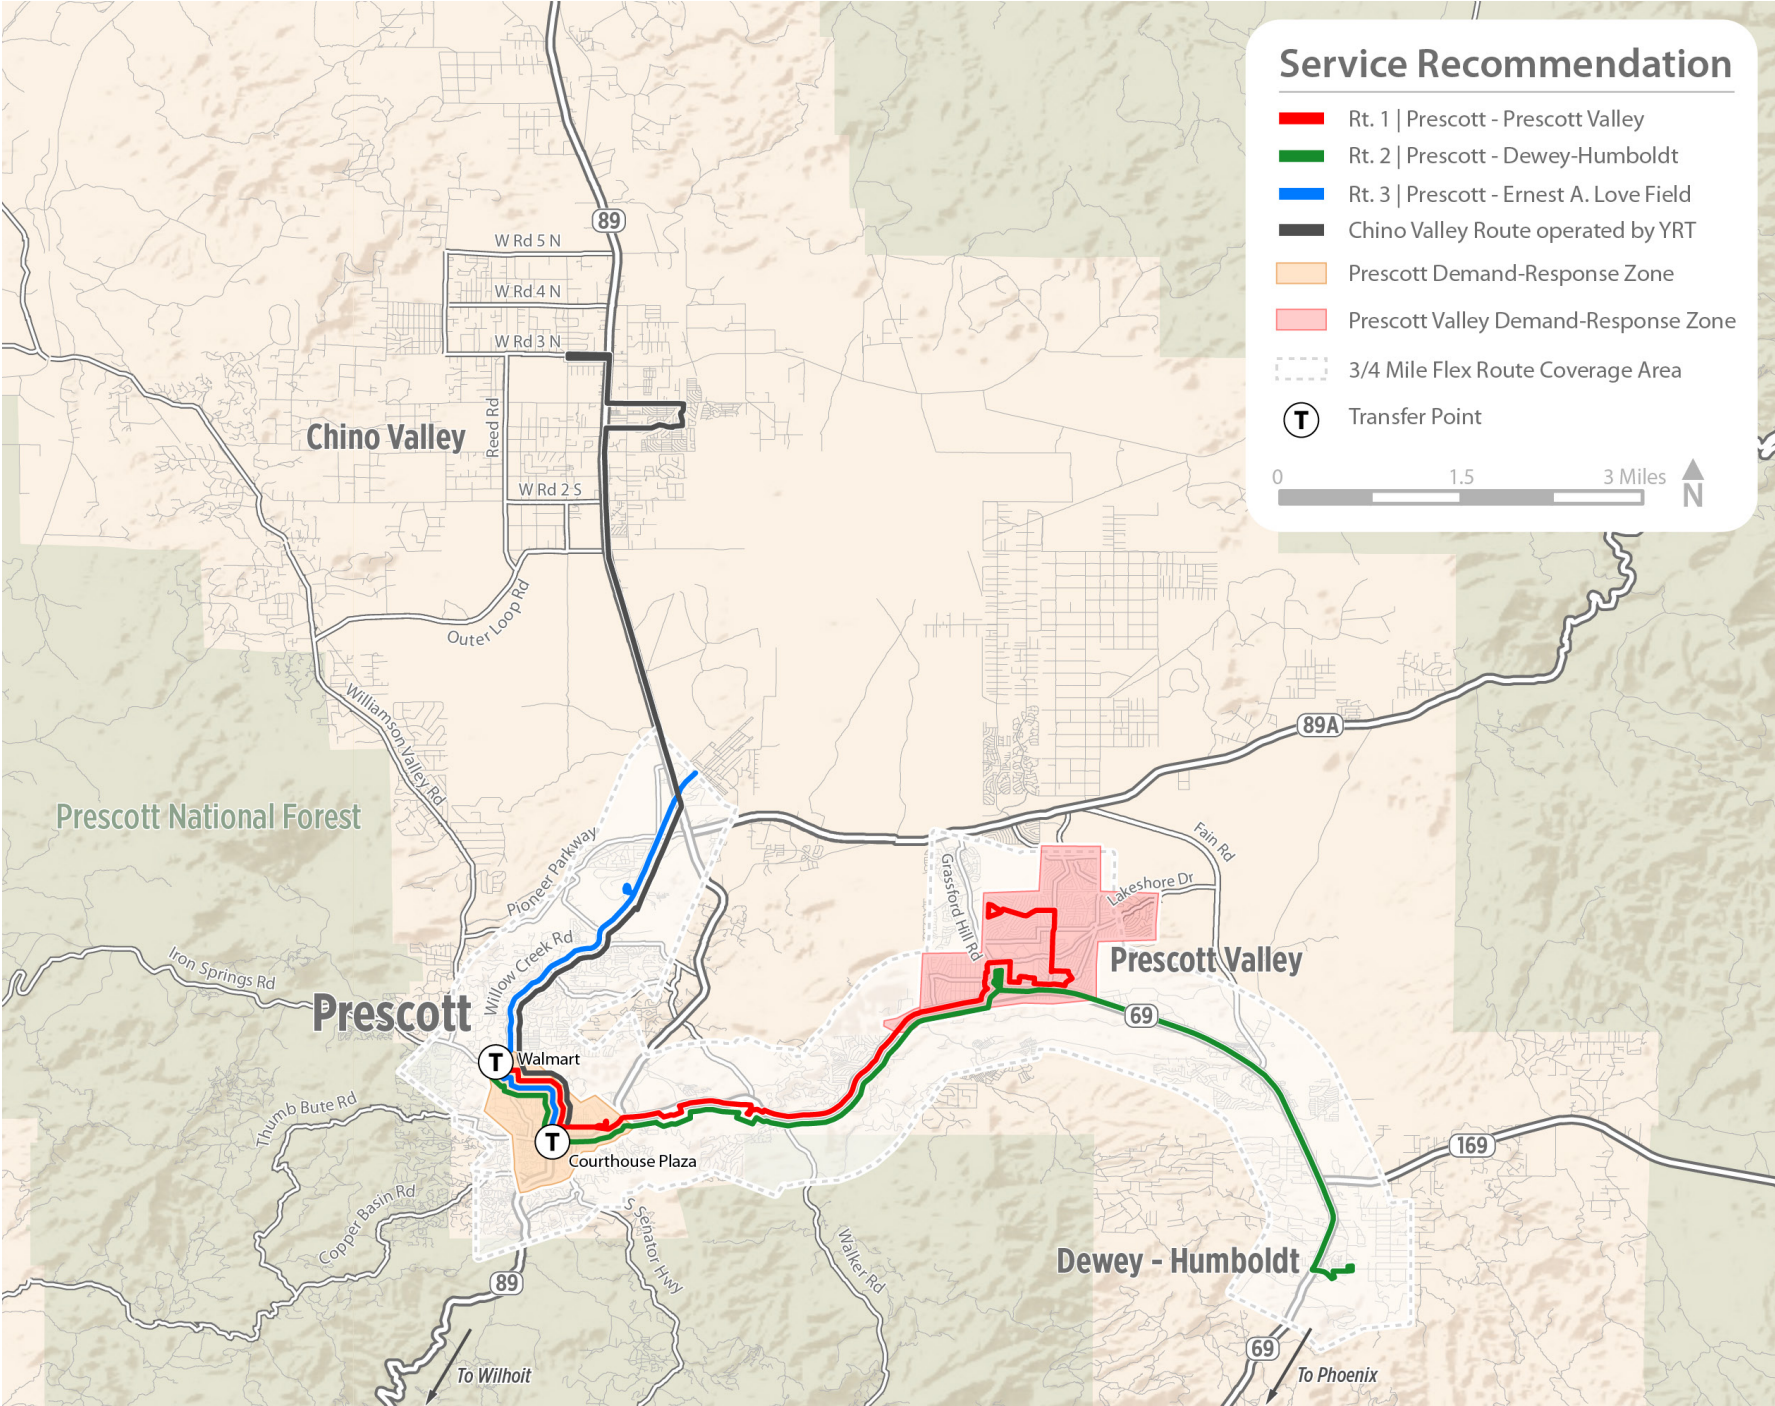 Service Recommendation
Rt. 1 | Prescott - Prescott Valley
Rt. 2 | Prescott - Dewey-Humboldt
Rt. 3 | Prescott - Ernest A. Love Field
Chino Valley Route operated by YRT
Prescott Demand-Response Zone
Prescott Valley Demand-Response Zone
3/4 Mile Flex Route Coverage Area
T Transfer Point
0 1.5 3 Miles
N
89
W Rd 5 N
W Rd 4 N
W Rd 3 N
Reed Rd
Chino Valley
W Rd 2 S
Outer Loop Rd
Williamson Valley Rd
89A
Prescott National Forest
Pioneer Parkway
Fain Rd
Grassford Hill Rd
Lakeshore Dr
Willow Creek Rd
Iron Springs Rd
Prescott Valley
Prescott
69
T Walmart
Thumb Bute Rd
T
Courthouse Plaza
169
Copper Basin Rd
S Senator Hwy
Walker Rd
Dewey - Humboldt
89
69
To Wilhoit
To Phoenix